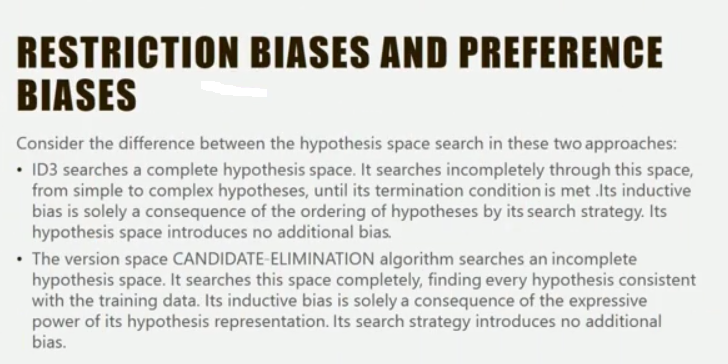 RESTRICTION BIASES AND PREFERENCE
BIASES
Consider the difference between the hypothesis space search in these two approaches:
• ID3 searches a complete hypothesis space. It searches incompletely through this space,
from simple to complex hypotheses, until its termination condition is met .Its inductive
bias is solely a consequence of the ordering of hypotheses by its search strategy. Its
hypothesis space introduces no additional bias.
• The version space CANDIDATE-ELIMINATION algorithm searches an incomplete
hypothesis space. It searches this space completely, finding every hypothesis consistent
with the training data. Its inductive bias is solely a consequence of the expressive
power of its hypothesis representation. Its search strategy introduces no additional
bias.